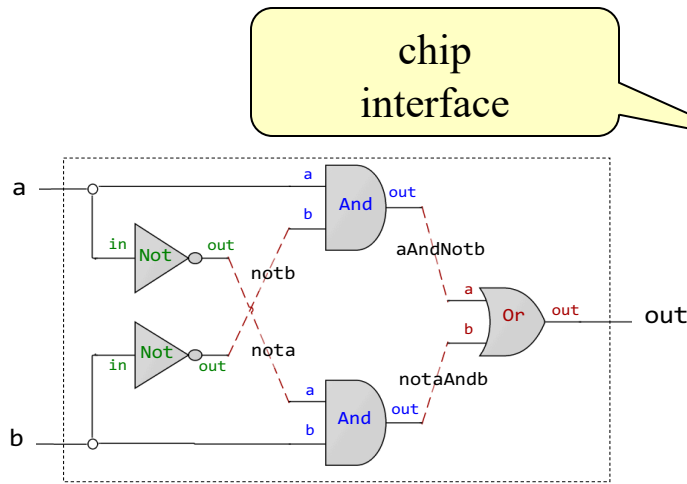 chip
interface
a
a
And
out
b
in
Not
out
notb
aAndNotb
a
Or
out
out
b
in
Not
out
nota
notaAndb
a
And
out
b
b